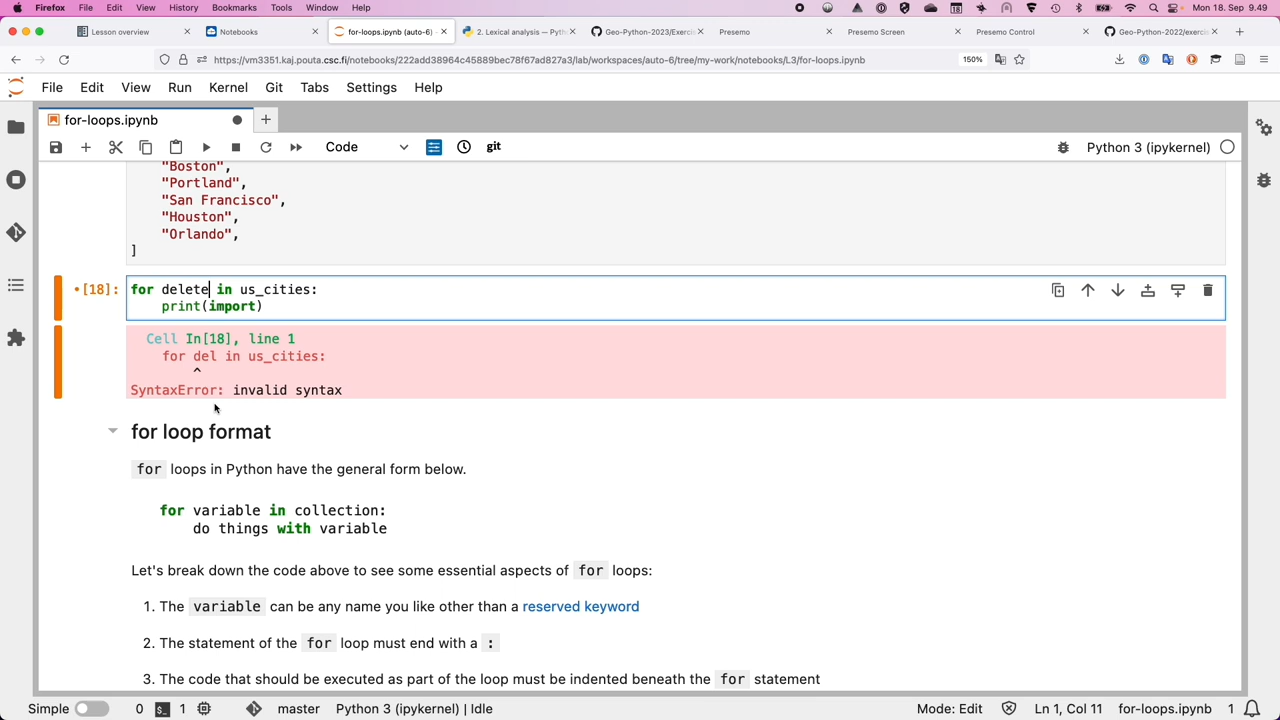 Firefox File Edit View History Bookmarks Tools Window Help Mon 18. Sep 9.49
Lesson overview Notebooks for-loops.ipynb (auto-6) 2. Lexical analysis — Pyth Geo-Python-2023/Exercis Presemo Presemo Screen Presemo Control Geo-Python-2022/exercis
https://vm3351.kaj.pouta.csc.fi/notebooks/222add38964c45889bec78f67ad827a3/lab/workspaces/auto-6/tree/my-work/notebooks/L3/for-loops.ipynb 150%
File Edit View Run Kernel Git Tabs Settings Help
for-loops.ipynb
Code git Python 3 (ipykernel)
"Boston",
"Portland",
"San Francisco",
"Houston",
"Orlando",
]
[18]: for delete in us_cities:
print(import)
Cell In[18], line 1
for del in us_cities:
^
SyntaxError: invalid syntax
for loop format
for loops in Python have the general form below.
for variable in collection:
do things with variable
Let's break down the code above to see some essential aspects of for loops:
1. The variable can be any name you like other than a reserved keyword
2. The statement of the for loop must end with a :
3. The code that should be executed as part of the loop must be indented beneath the for statement
Simple 0 1 master Python 3 (ipykernel) | Idle Mode: Edit Ln 1, Col 11 for-loops.ipynb 1